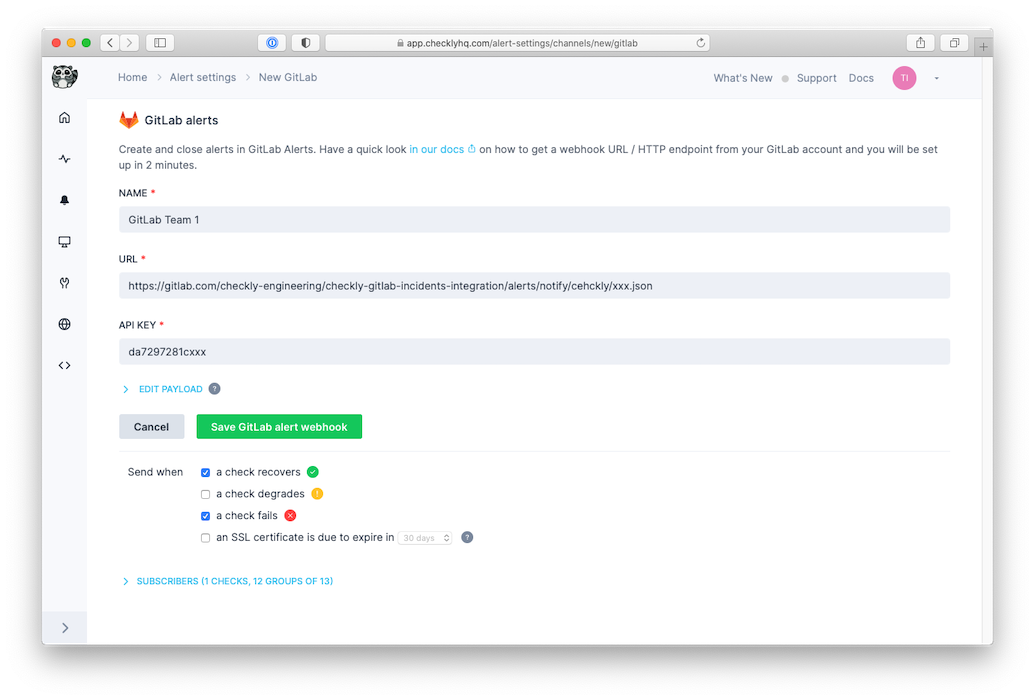 app.checklyhq.com/alert-settings/channels/new/gitlab
Home > Alert settings > New GitLab
What's New Support Docs TI
GitLab alerts
Create and close alerts in GitLab Alerts. Have a quick look in our docs on how to get a webhook URL / HTTP endpoint from your GitLab account and you will be set
up in 2 minutes.
NAME *
GitLab Team 1
URL *
https://gitlab.com/checkly-engineering/checkly-gitlab-incidents-integration/alerts/notify/cehckly/xxx.json
API KEY *
da7297281cxxx
> EDIT PAYLOAD ?
Cancel Save GitLab alert webhook
Send when a check recovers
a check degrades !
a check fails
an SSL certificate is due to expire in 30 days ?
> SUBSCRIBERS (1 CHECKS, 12 GROUPS OF 13)